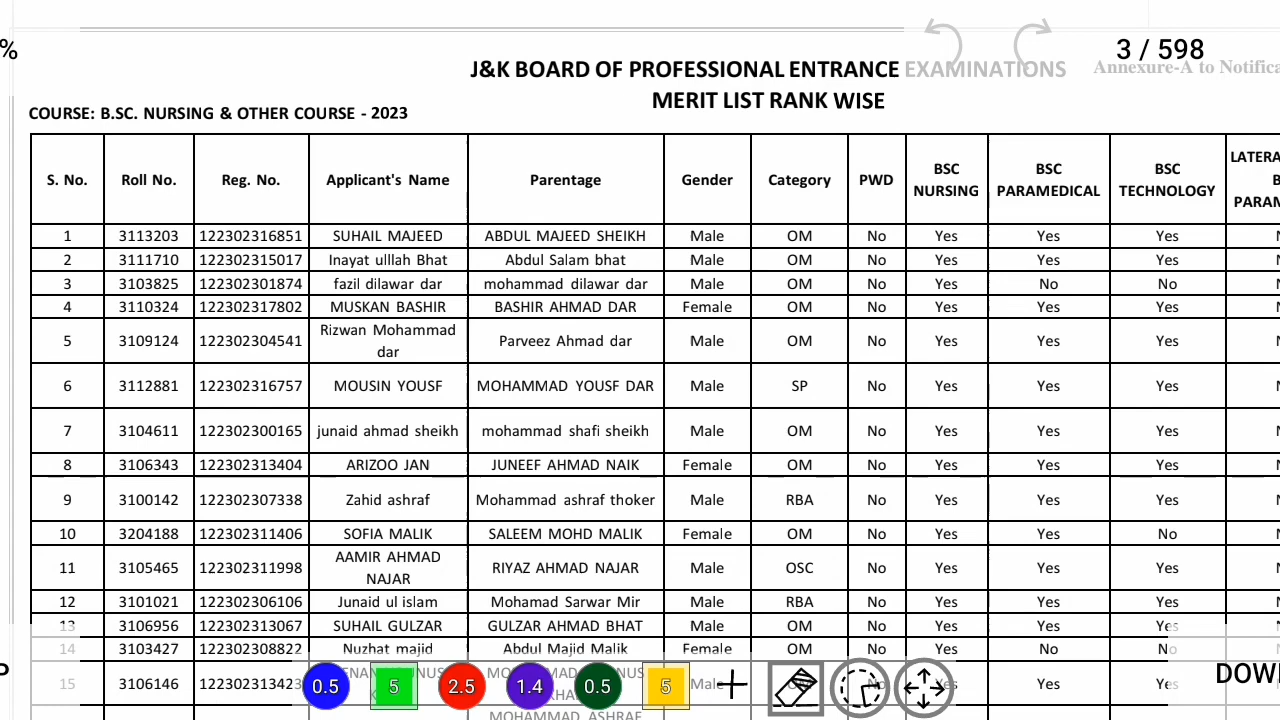 %
3 / 598
J&K BOARD OF PROFESSIONAL ENTRANCE EXAMINATIONS
Annexure-A to Notifica
MERIT LIST RANK WISE
COURSE: B.SC. NURSING & OTHER COURSE - 2023
S. No. Roll No. Reg. No. Applicant's Name Parentage Gender Category PWD BSC NURSING BSC PARAMEDICAL BSC TECHNOLOGY LATERA B PARAM
1 3113203 122302316851 SUHAIL MAJEED ABDUL MAJEED SHEIKH Male OM No Yes Yes Yes
2 3111710 122302315017 Inayat ulllah Bhat Abdul Salam bhat Male OM No Yes Yes Yes
3 3103825 122302301874 fazil dilawar dar mohammad dilawar dar Male OM No Yes No No
4 3110324 122302317802 MUSKAN BASHIR BASHIR AHMAD DAR Female OM No Yes Yes Yes
5 3109124 122302304541 Rizwan Mohammad dar Parveez Ahmad dar Male OM No Yes Yes Yes
6 3112881 122302316757 MOUSIN YOUSF MOHAMMAD YOUSF DAR Male SP No Yes Yes Yes
7 3104611 122302300165 junaid ahmad sheikh mohammad shafi sheikh Male OM No Yes Yes Yes
8 3106343 122302313404 ARIZOO JAN JUNEEF AHMAD NAIK Female OM No Yes Yes Yes
9 3100142 122302307338 Zahid ashraf Mohammad ashraf thoker Male RBA No Yes Yes Yes
10 3204188 122302311406 SOFIA MALIK SALEEM MOHD MALIK Female OM No Yes Yes No
11 3105465 122302311998 AAMIR AHMAD NAJAR RIYAZ AHMAD NAJAR Male OSC No Yes Yes Yes
12 3101021 122302306106 Junaid ul islam Mohamad Sarwar Mir Male RBA No Yes Yes Yes
13 3106956 122302313067 SUHAIL GULZAR GULZAR AHMAD BHAT Male OM No Yes Yes Yes
14 3103427 122302308822 Nuzhat majid Abdul Majid Malik Female OM No Yes No No
15 3106146 122302313423 Male Yes Yes Yes
MOHAMMAD ASHRAF
0.5 5 2.5 1.4 0.5 5
DOW